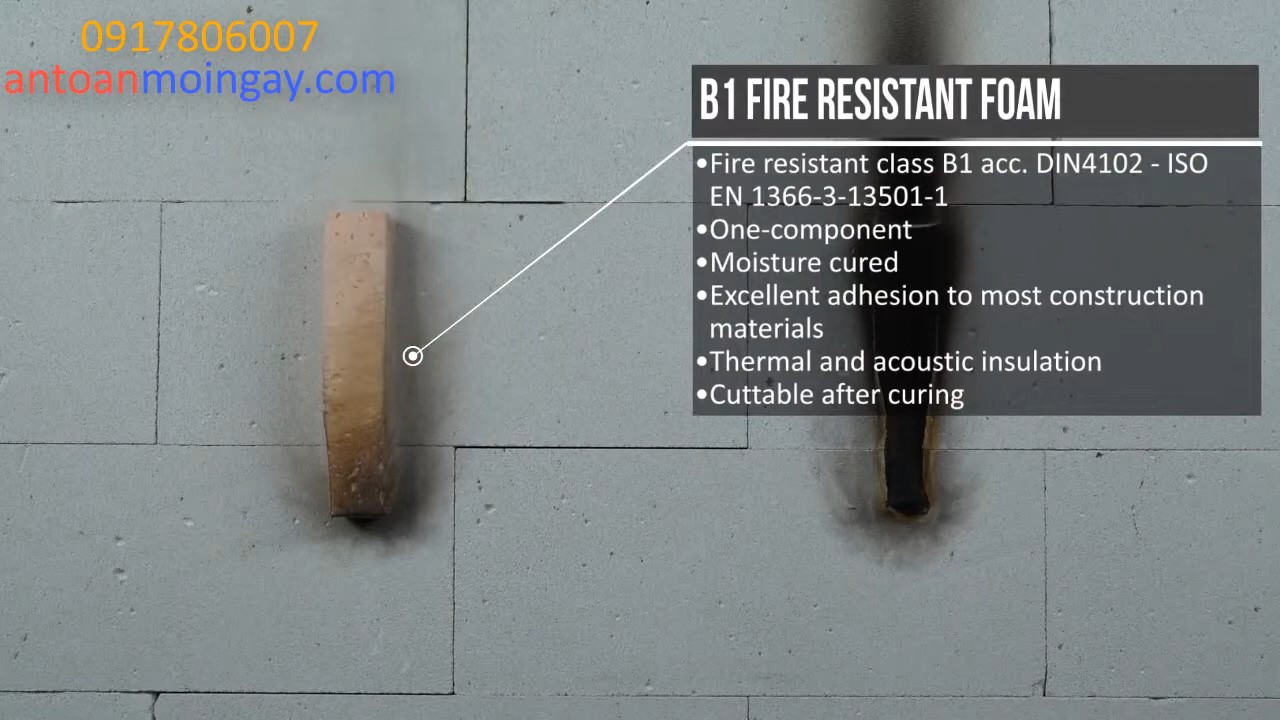 0917806007
antoanmoingay.com
B1 FIRE RESISTANT FOAM
•Fire resistant class B1 acc. DIN4102 - ISO
EN 1366-3-13501-1
•One-component
•Moisture cured
•Excellent adhesion to most construction
materials
•Thermal and acoustic insulation
•Cuttable after curing